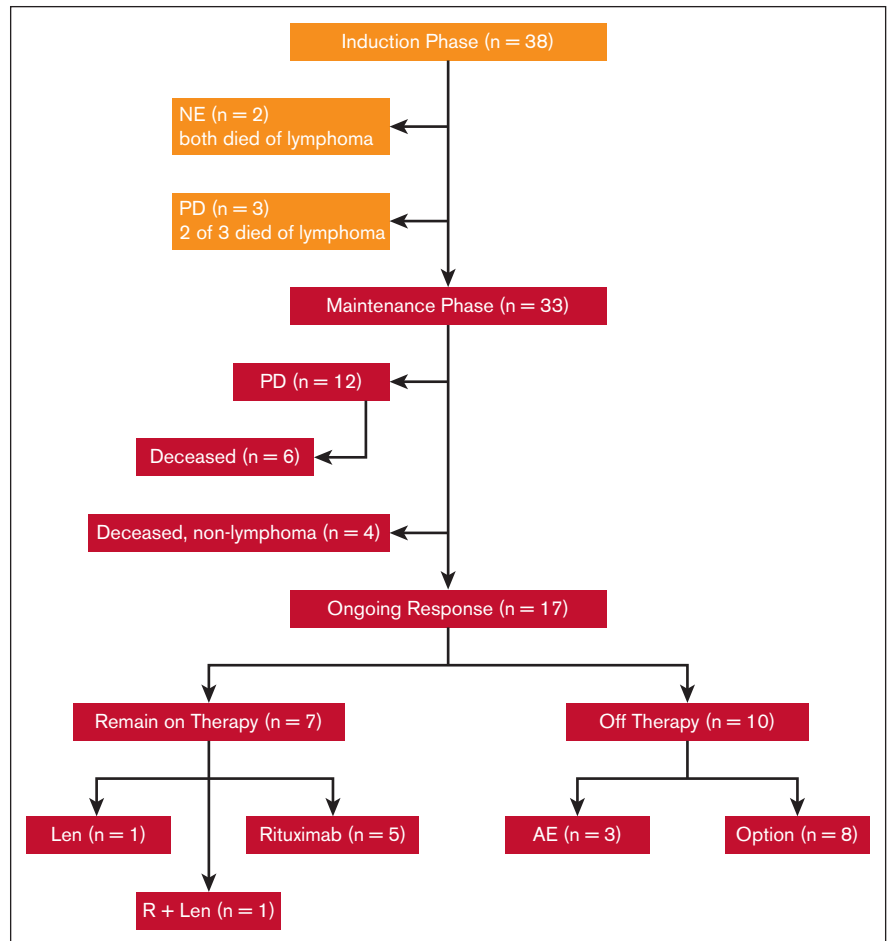 Induction Phase (n = 38)
NE (n = 2)
both died of lymphoma
PD (n = 3)
2 of 3 died of lymphoma
Maintenance Phase (n = 33)
PD (n = 12)
Deceased (n = 6)
Deceased, non-lymphoma (n = 4)
Ongoing Response (n = 17)
Remain on Therapy (n = 7)
Off Therapy (n = 10)
Len (n = 1)
Rituximab (n = 5)
AE (n = 3)
Option (n = 8)
R + Len (n = 1)